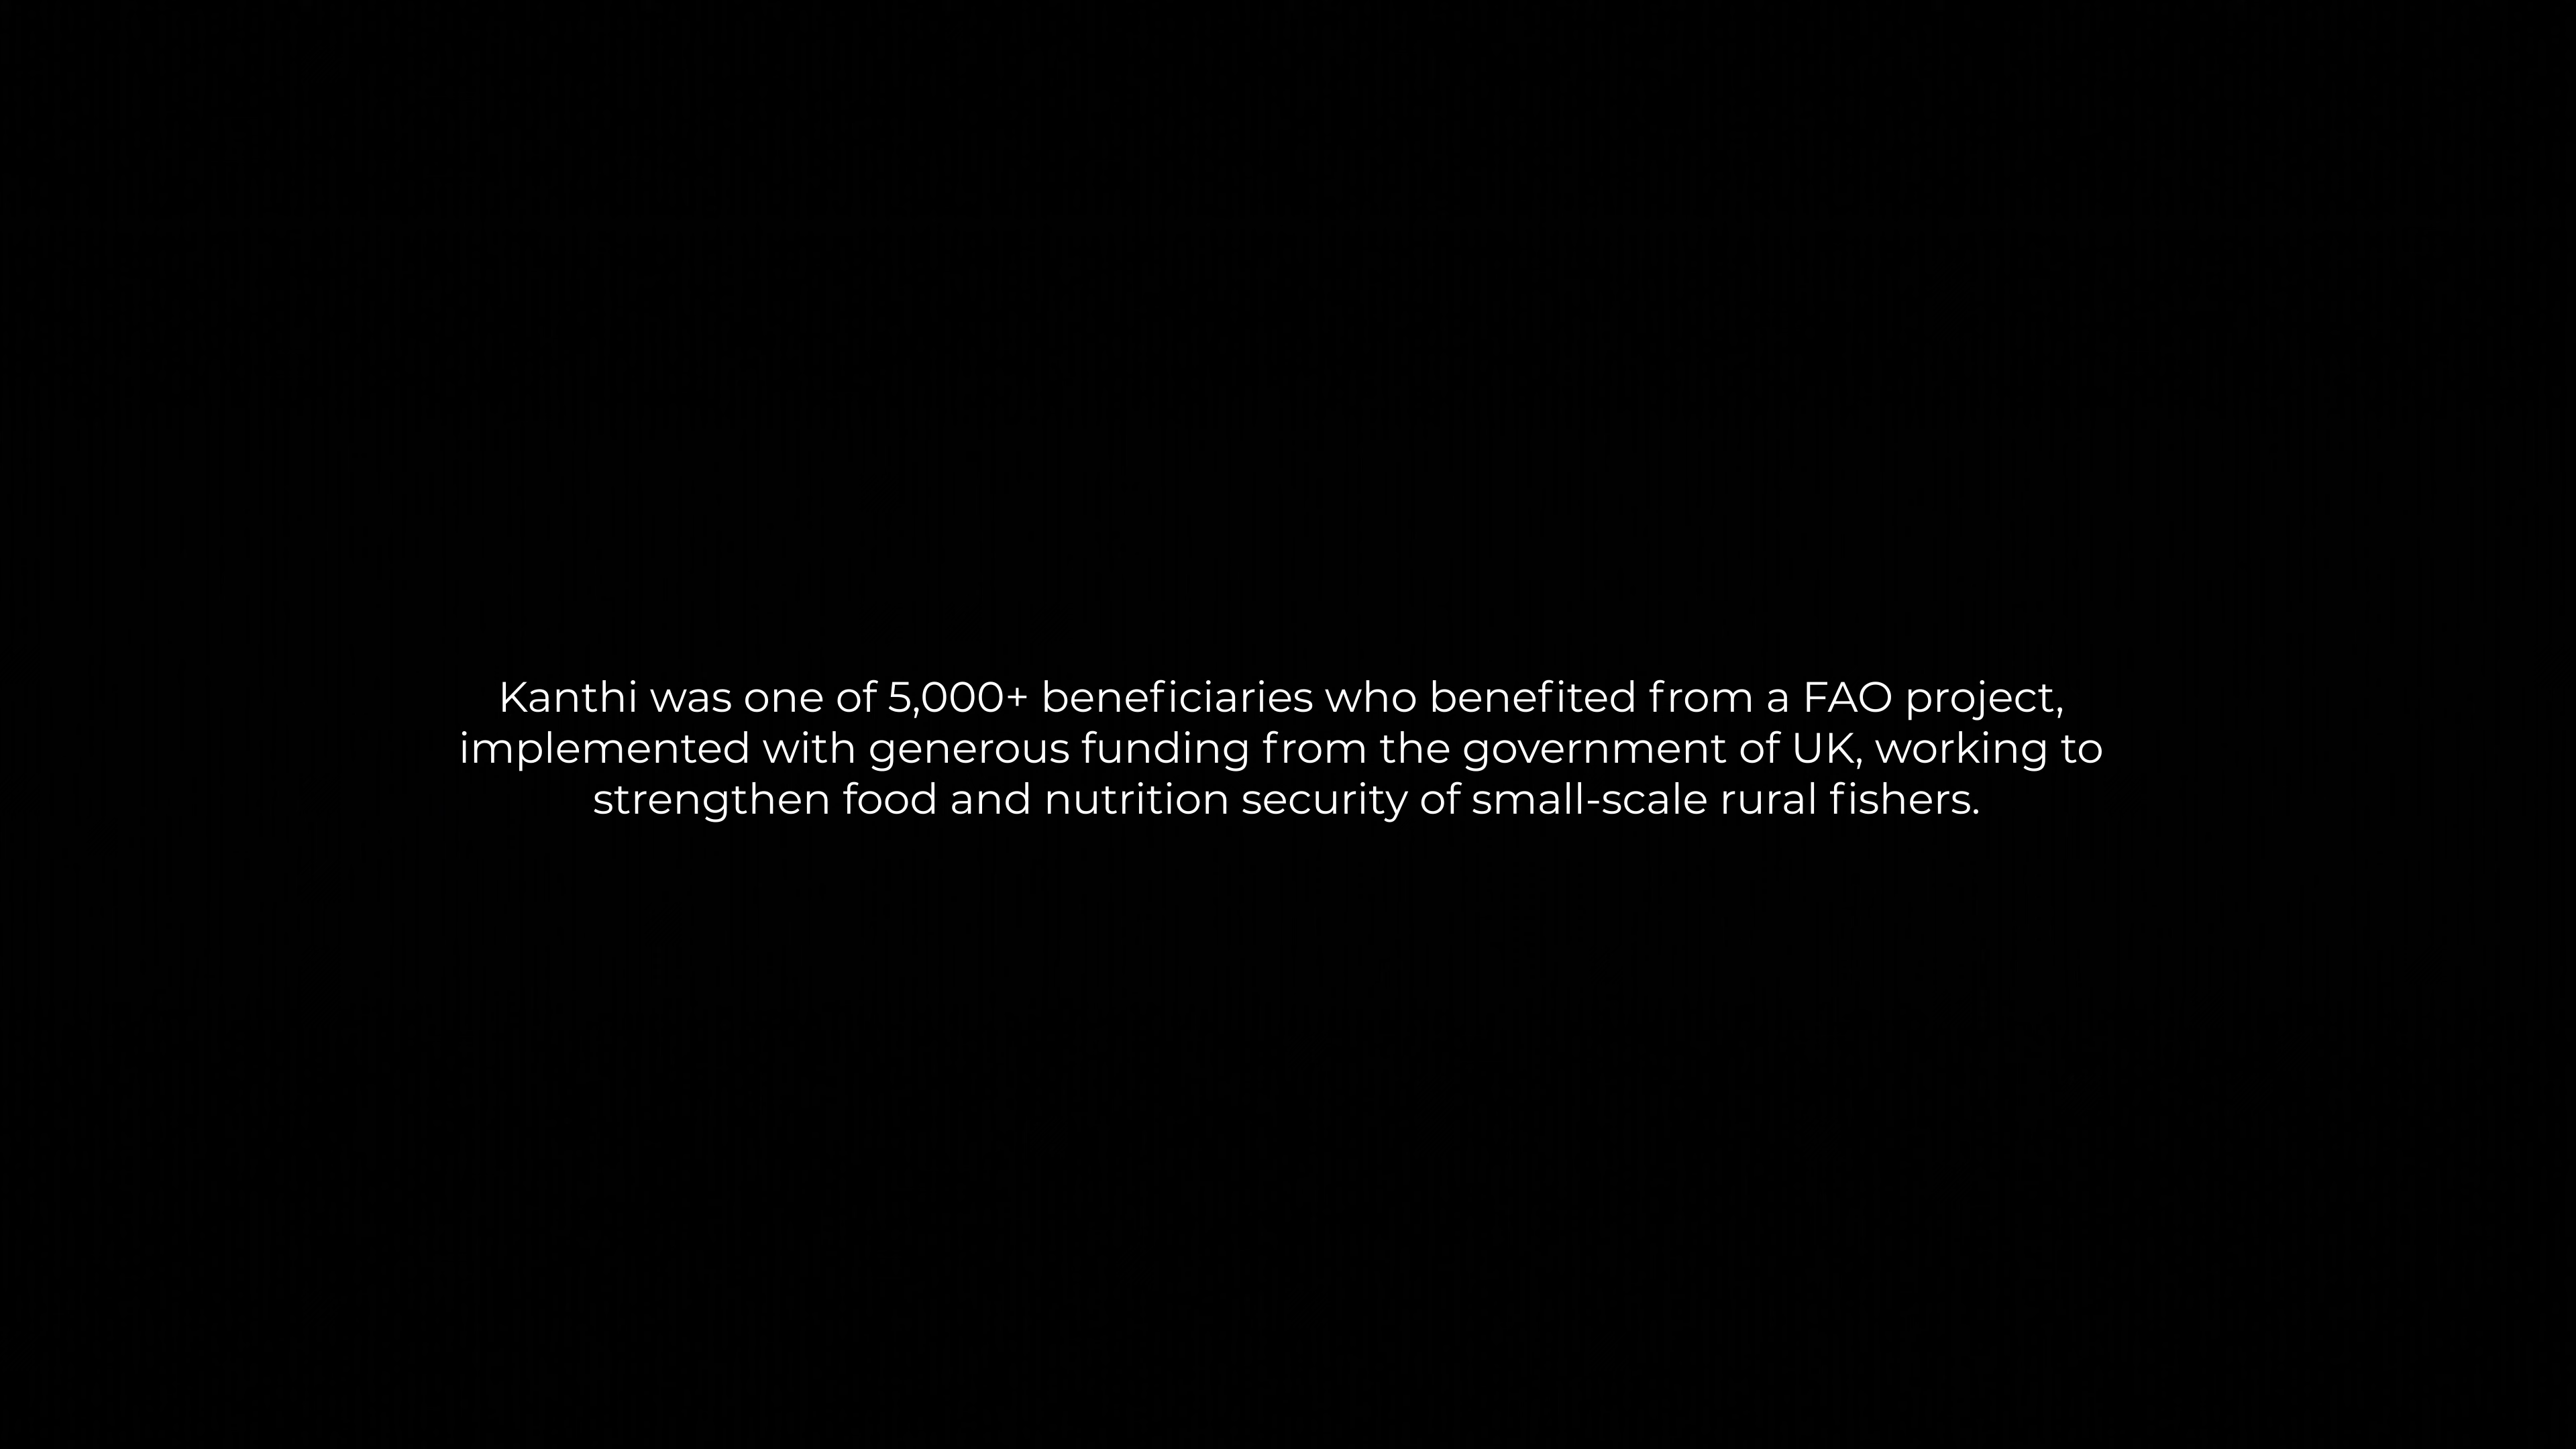 Kanthi was one of 5,000+ beneficiaries who benefited from a FAO project,
implemented with generous funding from the government of UK, working to
strengthen food and nutrition security of small-scale rural fishers.